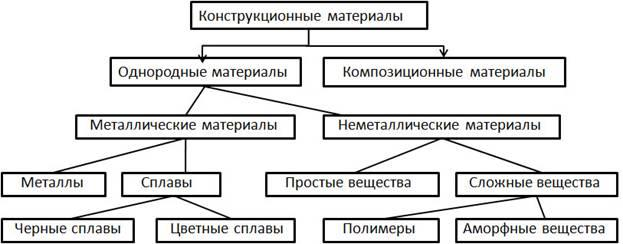 Конструкционные материалы
Однородные материалы
Композиционные материалы
Металлические материалы
Неметаллические материалы
Металлы
Сплавы
Простые вещества
Сложные вещества
Черные сплавы
Цветные сплавы
Полимеры
Аморфные вещества